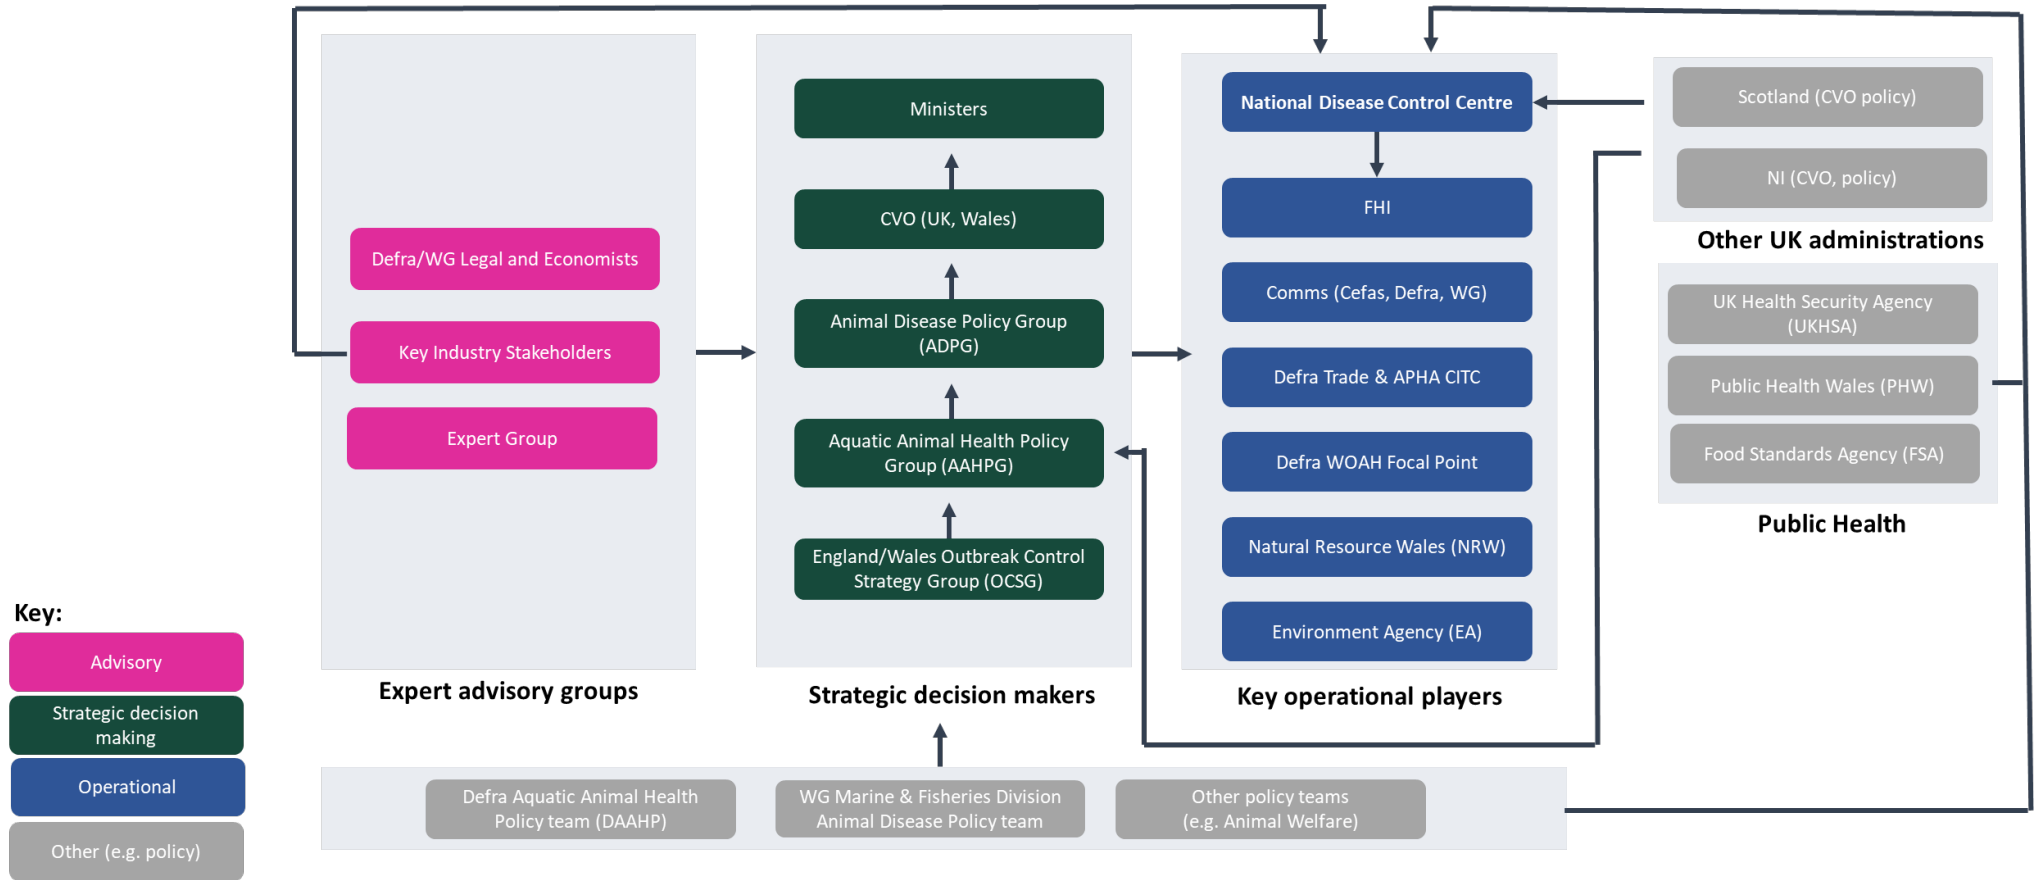 Defra/WG Legal and Economists
Key Industry Stakeholders
Expert Group
Expert advisory groups
Ministers
CVO (UK, Wales)
Animal Disease Policy Group
(ADPG)
Aquatic Animal Health Policy
Group (AAHPG)
England/Wales Outbreak Control
Strategy Group (OCSG)
Strategic decision makers
National Disease Control Centre
FHI
Comms (Cefas, Defra, WG)
Defra Trade & APHA CITC
Defra WOAH Focal Point
Natural Resource Wales (NRW)
Environment Agency (EA)
Key operational players
Scotland (CVO policy)
NI (CVO, policy)
Other UK administrations
UK Health Security Agency
(UKHSA)
Public Health Wales (PHW)
Food Standards Agency (FSA)
Public Health
Defra Aquatic Animal Health
Policy team (DAAHP)
WG Marine & Fisheries Division
Animal Disease Policy team
Other policy teams
(e.g. Animal Welfare)
Key:
Advisory
Strategic decision
making
Operational
Other (e.g. policy)